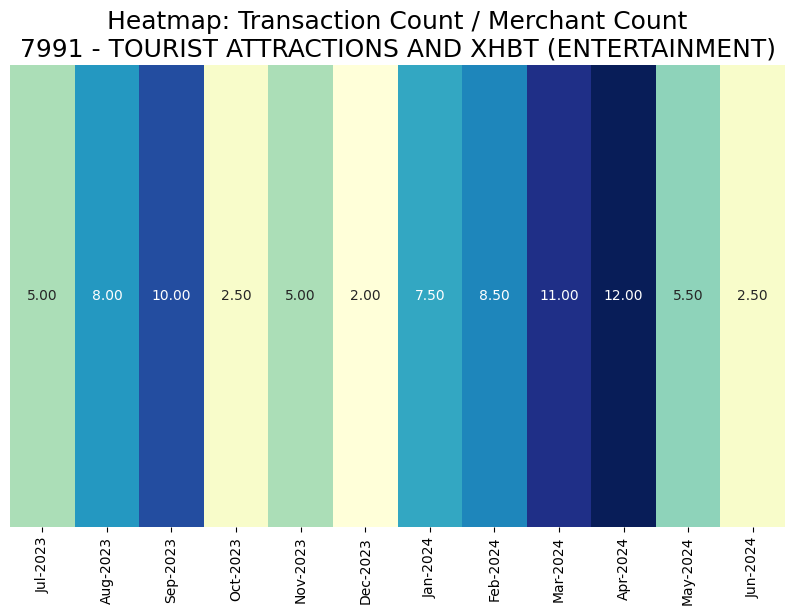 Heatmap: Transaction Count / Merchant Count
7991 - TOURIST ATTRACTIONS AND XHBT (ENTERTAINMENT)
5.00 8.00 10.00 2.50 5.00 2.00 7.50 8.50 11.00 12.00 5.50 2.50
Jul-2023 Aug-2023 Sep-2023 Oct-2023 Nov-2023 Dec-2023 Jan-2024 Feb-2024 Mar-2024 Apr-2024 May-2024 Jun-2024